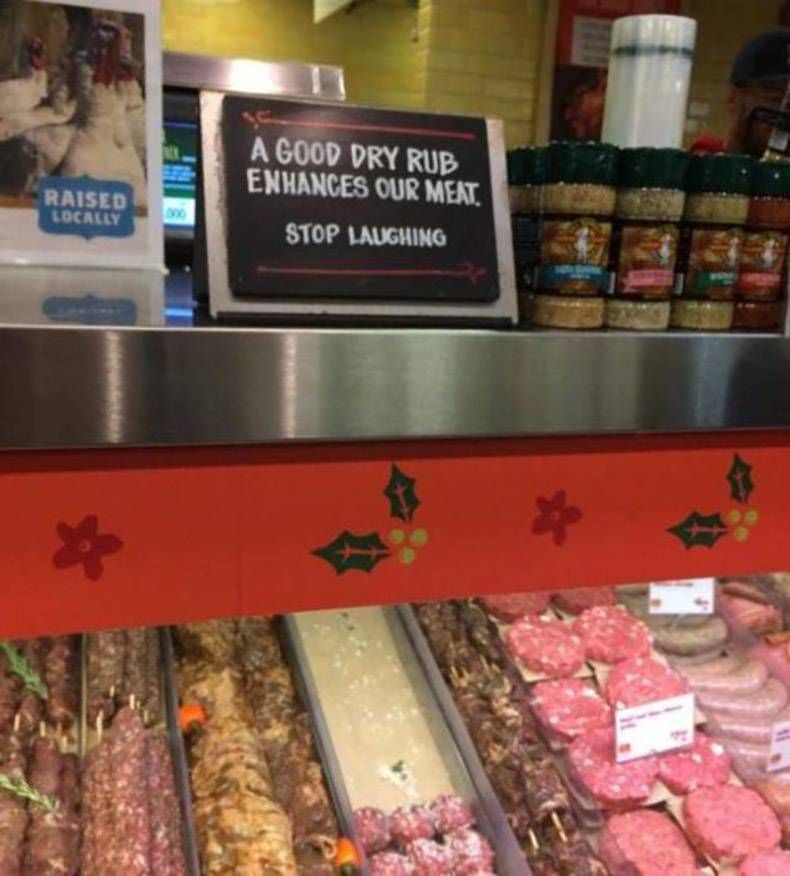 RAISED
LOCALLY
A GOOD DRY RUB
ENHANCES OUR MEAT.
STOP LAUGHING